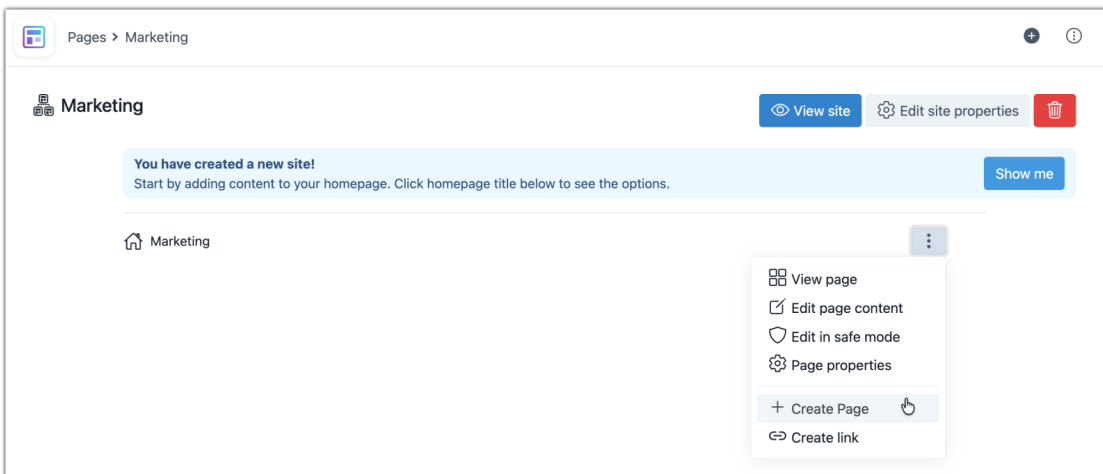 Pages > Marketing
Marketing
View site
Edit site properties
You have created a new site!
Start by adding content to your homepage. Click homepage title below to see the options.
Show me
Marketing
View page
Edit page content
Edit in safe mode
Page properties
Create Page
Create link